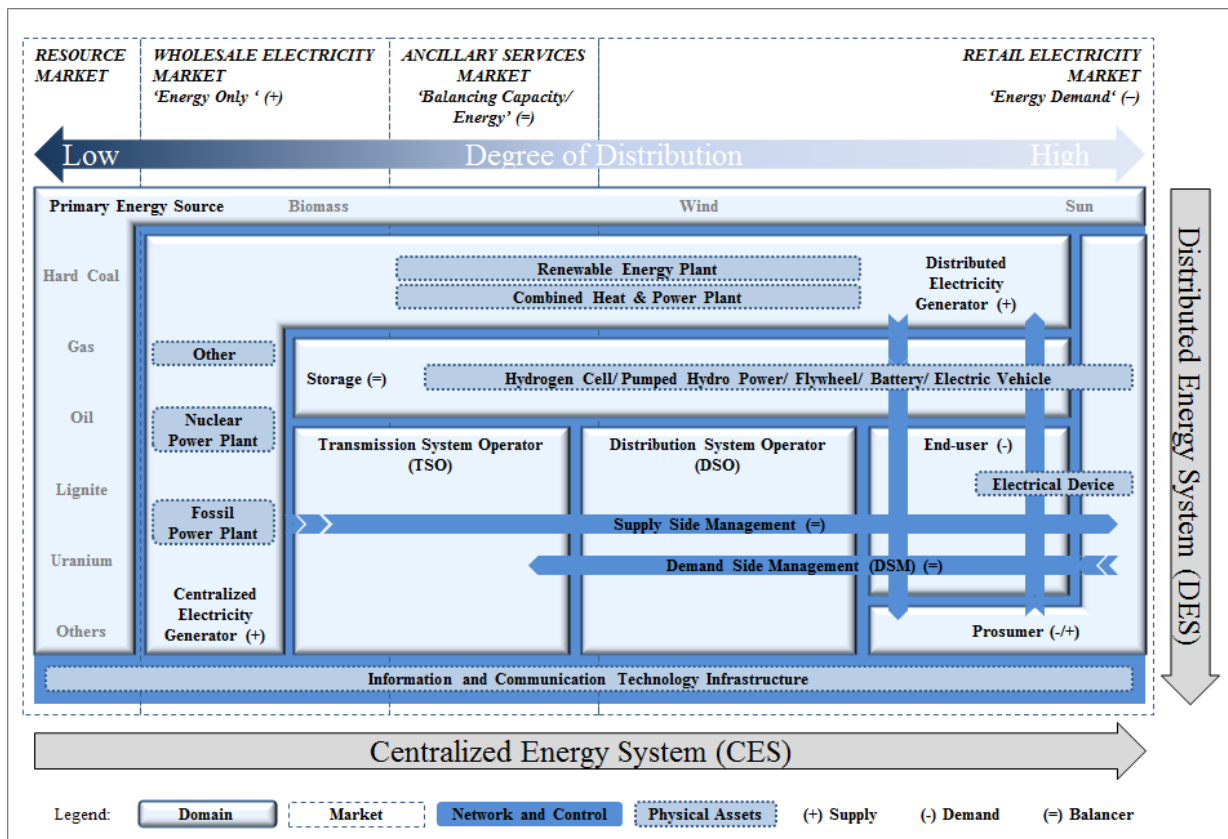 RESOURCE
MARKET
WHOLESALE ELECTRICITY
MARKET
‘Energy Only ‘ (+)
ANCILLARY SERVICES
MARKET
‘Balancing Capacity/
Energy’ (=)
RETAIL ELECTRICITY
MARKET
‘Energy Demand‘ (–)
Low
Degree of Distribution
High
Primary Energy Source
Biomass
Wind
Sun
Hard Coal
Gas
Oil
Lignite
Uranium
Others
Renewable Energy Plant
Combined Heat & Power Plant
Distributed
Electricity
Generator (+)
Other
Nuclear
Power Plant
Fossil
Power Plant
Centralized
Electricity
Generator (+)
Storage (=)
Hydrogen Cell/ Pumped Hydro Power/ Flywheel/ Battery/ Electric Vehicle
Transmission System Operator
(TSO)
Distribution System Operator
(DSO)
End-user (-)
Electrical Device
Supply Side Management (=)
Demand Side Management (DSM) (=)
Prosumer (-/+)
Information and Communication Technology Infrastructure
Distributed Energy System (DES)
Centralized Energy System (CES)
Legend:
Domain
Market
Network and Control
Physical Assets
(+) Supply
(-) Demand
(=) Balancer